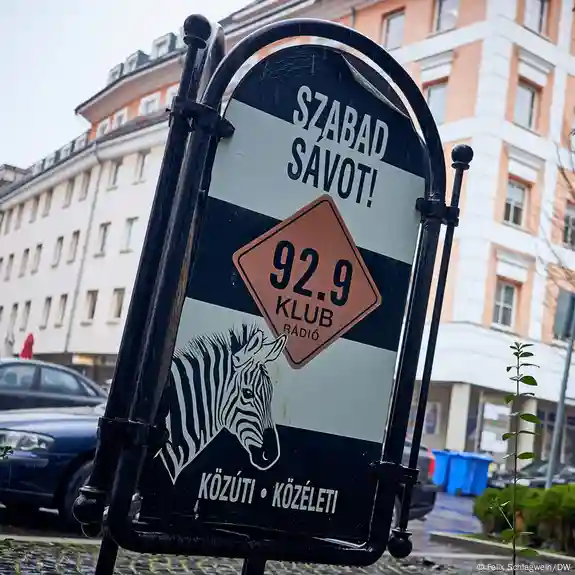 SZABAD
SÁVOT!
92.9
KLUB
RÁDIÓ
KÖZÚTI • KÖZÉLETI
© Felix Schlagwein/DW